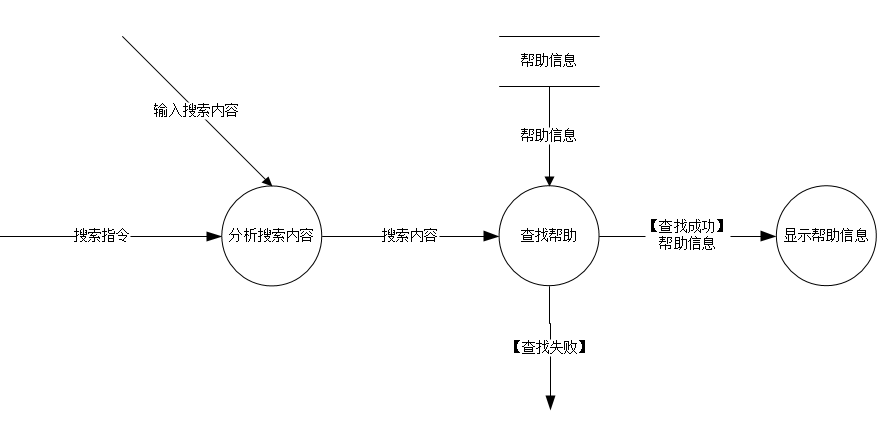 帮助信息
输入搜索内容
帮助信息
搜索指令
分析搜索内容
搜索内容
查找帮助
【查找成功】
帮助信息
显示帮助信息
【查找失败】